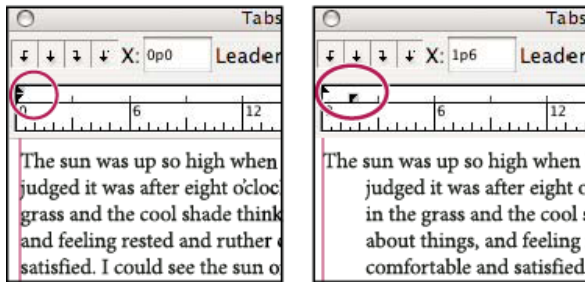 Tabs
X: 0p0 Leader
0 6 12
The sun was up so high when
judged it was after eight o'cloc
grass and the cool shade think
and feeling rested and ruther
satisfied. I could see the sun o
Tabs
X: 1p6 Leader
6 12
The sun was up so high when
judged it was after eight o
in the grass and the cool s
about things, and feeling
comfortable and satisfied